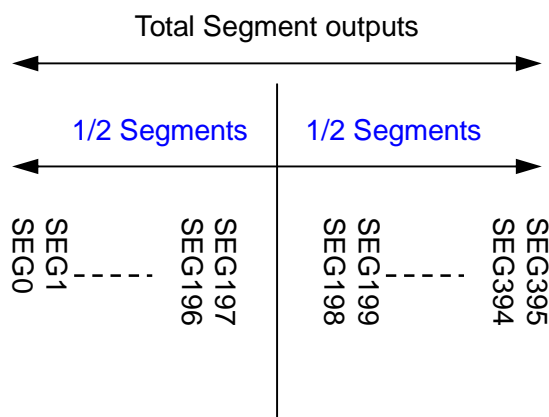 Total Segment outputs
1/2 Segments
1/2 Segments
SEG0
SEG1
SEG196
SEG197
SEG198
SEG199
SEG394
SEG395